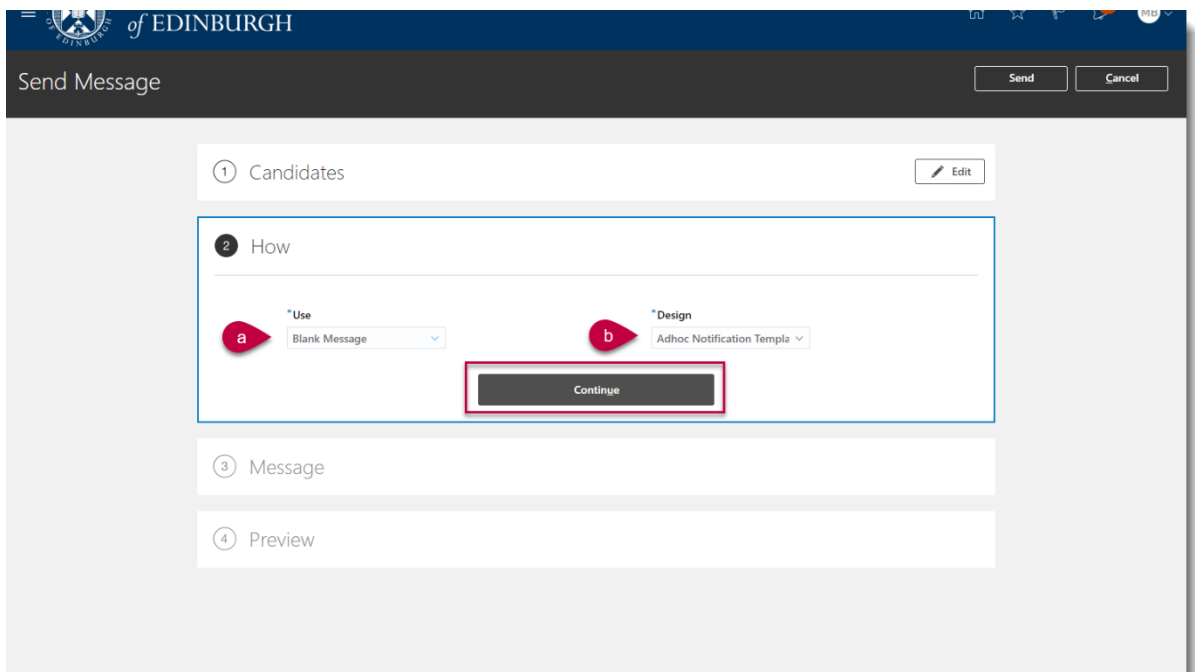 of EDINBURGH
MB
Send Message
Send
Cancel
1 Candidates
Edit
2 How
*Use
*Design
a
Blank Message
b
Adhoc Notification Templa
Continue
3 Message
4 Preview